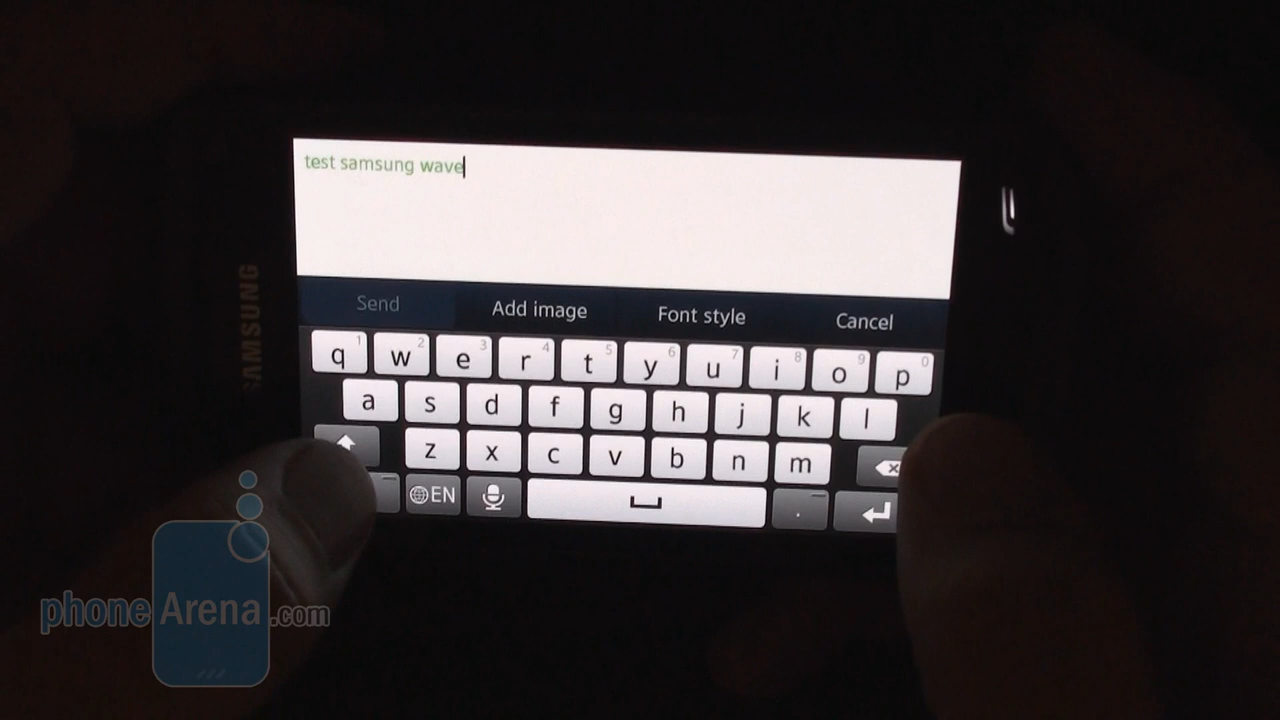 test samsung wave
SAMSUNG
Send Add image Font style Cancel
q 1 w 2 e 3 r 4 t 5 y 6 u 7 i 8 o 9 p 0
a s d f g h j k l
z x c v b n m
EN .
phoneArena.com